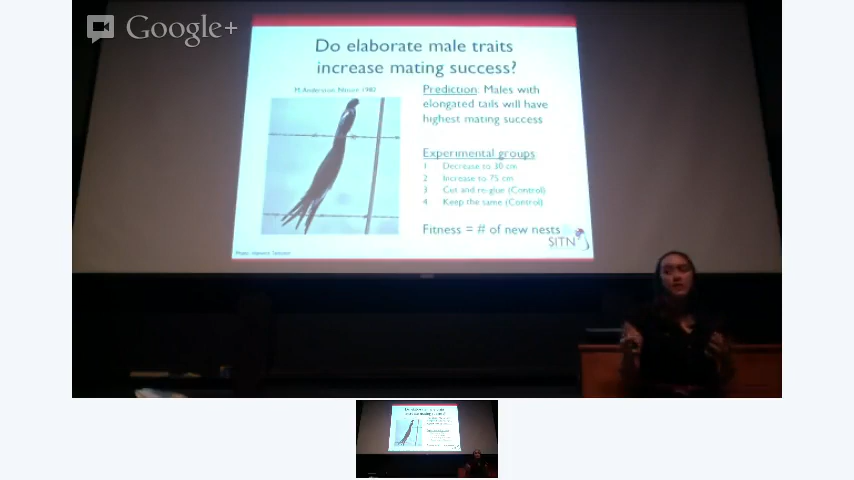 Google+
Do elaborate male traits
increase mating success?
M. Andersson, Nature 1982
Prediction: Males with
elongated tails will have
highest mating success
Experimental groups
1 Decrease to 30 cm
2 Increase to 75 cm
3 Cut and re-glue (Control)
4 Keep the same (Control)
Fitness = # of new nests
SITN
Photo: